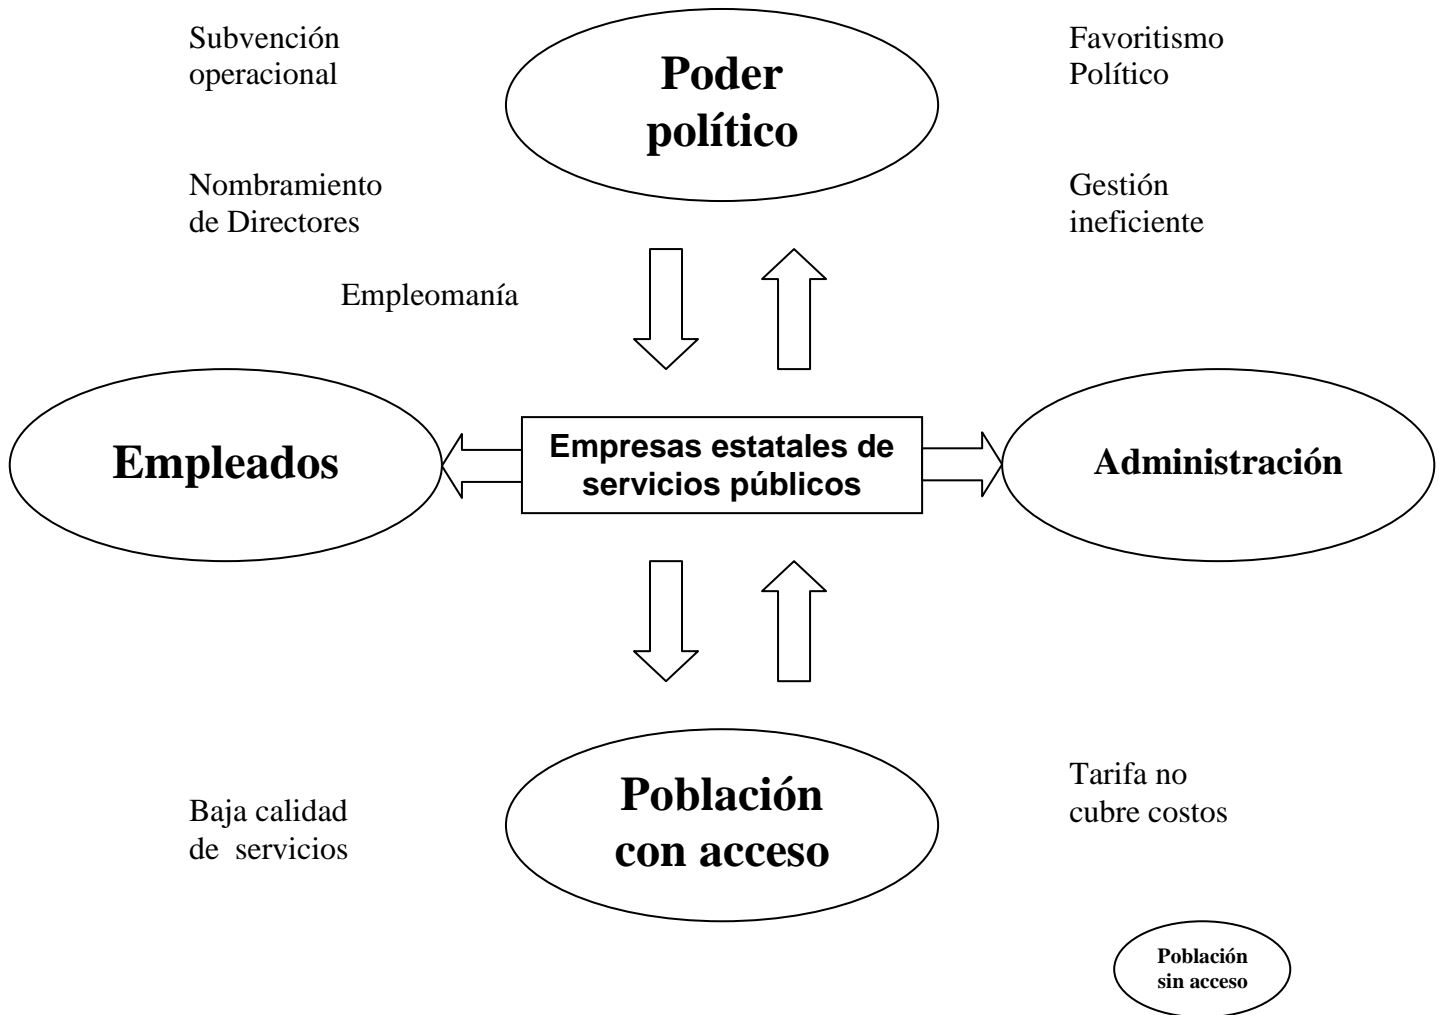 Subvención
operacional
Poder
político
Favoritismo
Político
Nombramiento
de Directores
Gestión
ineficiente
Empleomanía
Empleados
Empresas estatales de
servicios públicos
Administración
Población
con acceso
Baja calidad
de servicios
Tarifa no
cubre costos
Población
sin acceso